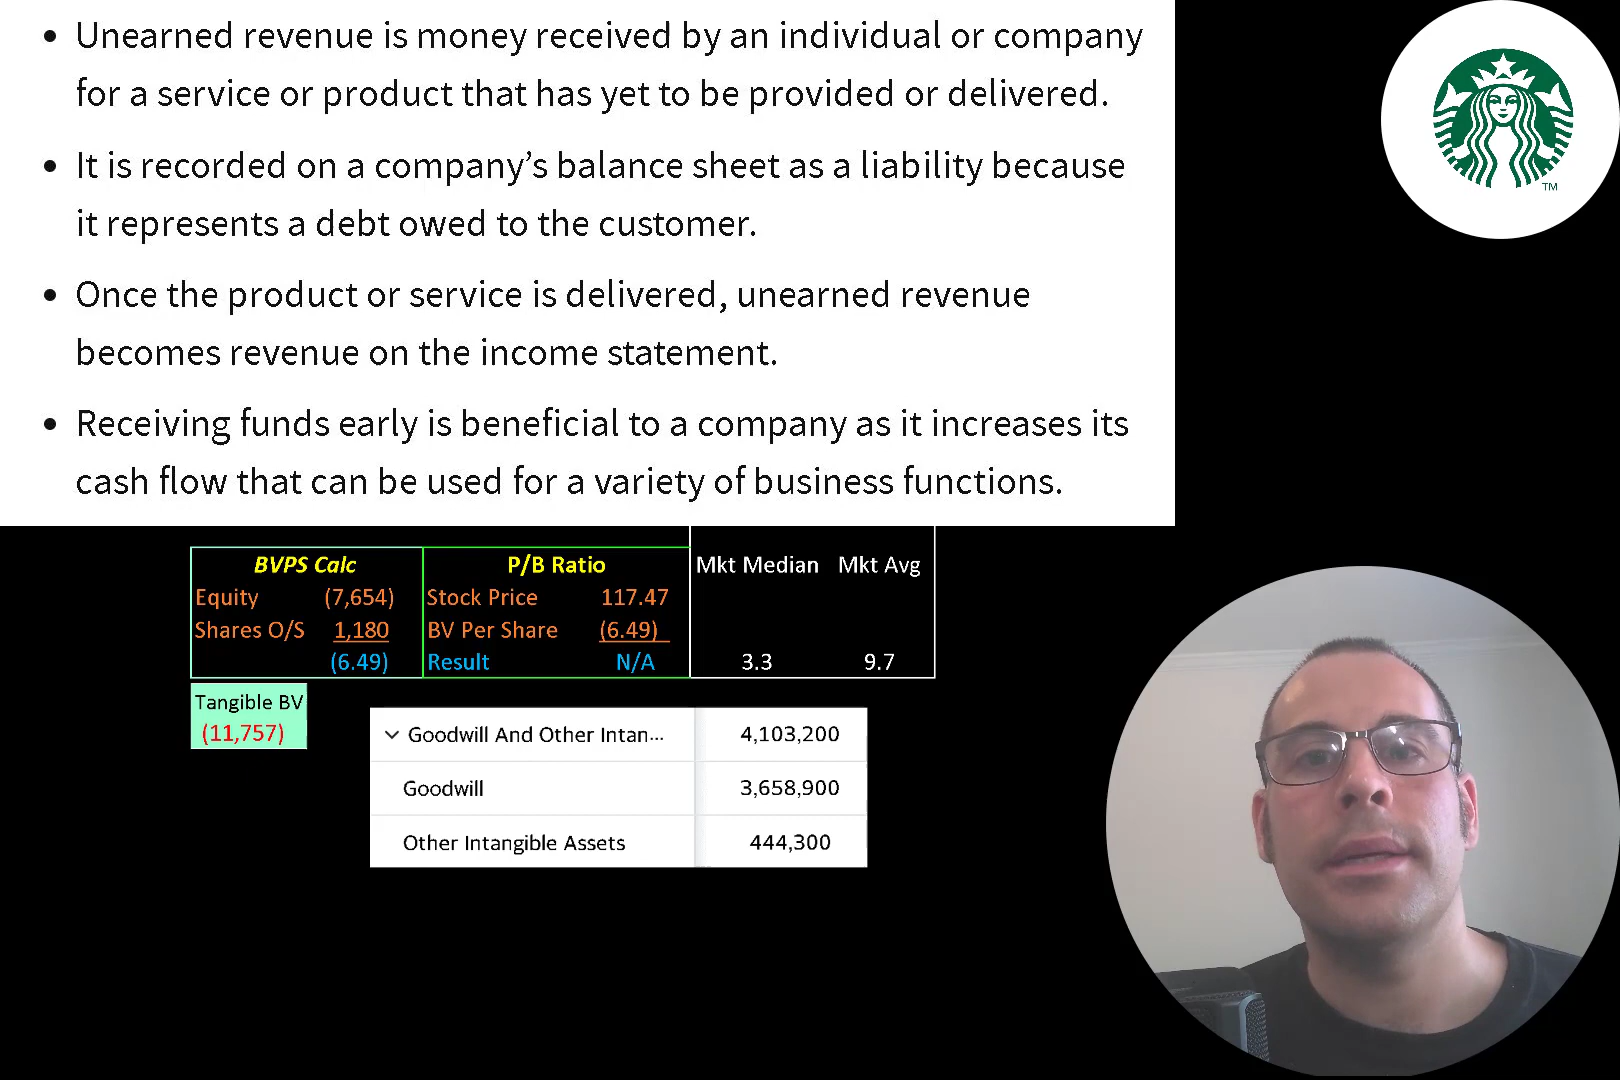 • Unearned revenue is money received by an individual or company
for a service or product that has yet to be provided or delivered.
• It is recorded on a company’s balance sheet as a liability because
it represents a debt owed to the customer.
• Once the product or service is delivered, unearned revenue
becomes revenue on the income statement.
• Receiving funds early is beneficial to a company as it increases its
cash flow that can be used for a variety of business functions.
TM
BVPS Calc P/B Ratio Mkt Median Mkt Avg
Equity (7,654) Stock Price 117.47
Shares O/S 1,180 BV Per Share (6.49)
(6.49) Result N/A 3.3 9.7
Tangible BV
(11,757)
Goodwill And Other Intan... 4,103,200
Goodwill 3,658,900
Other Intangible Assets 444,300